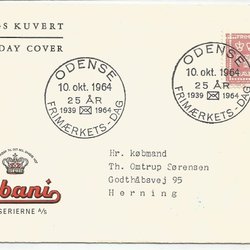 KUVERT
DAY COVER
ODENSE
10. okt. 1964
25 ÅR
1939 1964
FRIMÆRKETS-DAG
ODENSE
10. okt. 1964
25 ÅR
1939 1964
FRIMÆRKETS-DAG
bani
SERIERNE A/S
Hr. købmand
Th. Omtrup Sørensen
Godthåbsvej 95
Herning